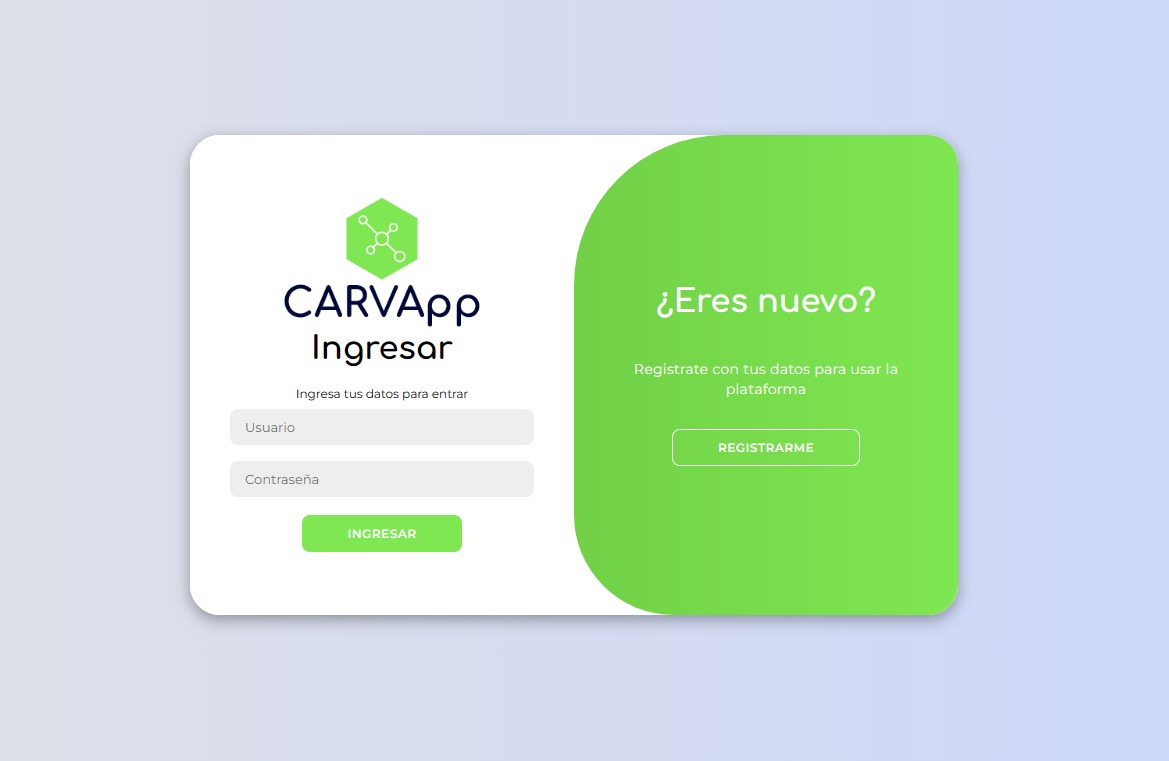 CARVApp
Ingresar
Ingresa tus datos para entrar
Usuario
Contraseña
INGRESAR
¿Eres nuevo?
Registrate con tus datos para usar la
plataforma
REGISTRARME